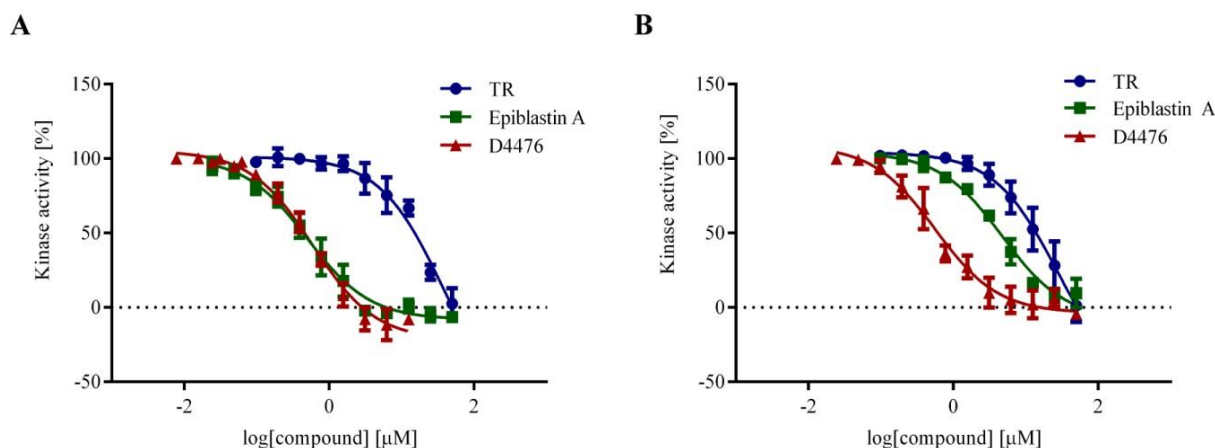 A
Kinase activity [%]
150
100
50
0
-50
-2
0
2
log[compound] [μM]
TR
Epiblastin A
D4476
B
Kinase activity [%]
150
100
50
0
-50
-2
0
2
log[compound] [μM]
TR
Epiblastin A
D4476